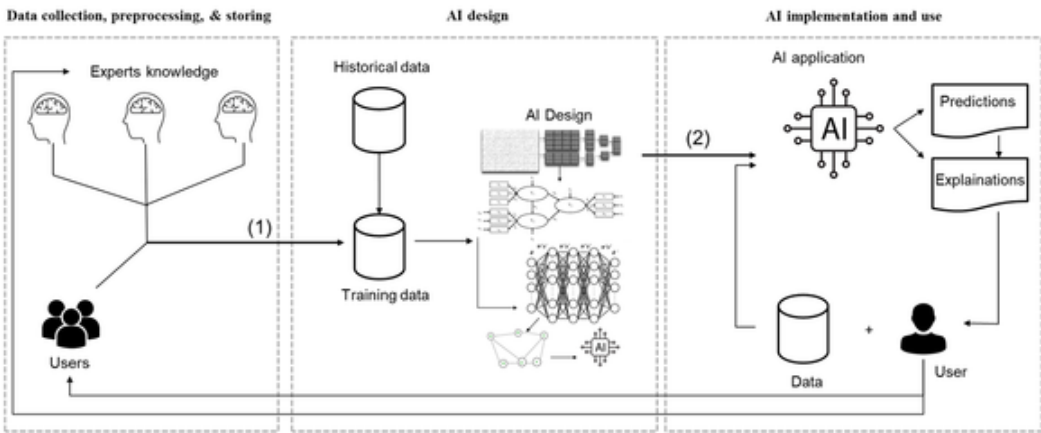 Data collection, preprocessing, & storing
AI design
AI implementation and use
Experts knowledge
(1)
Users
Historical data
Training data
AI Design
AI
(2)
AI application
AI
Predictions
Explainations
Data
+
User